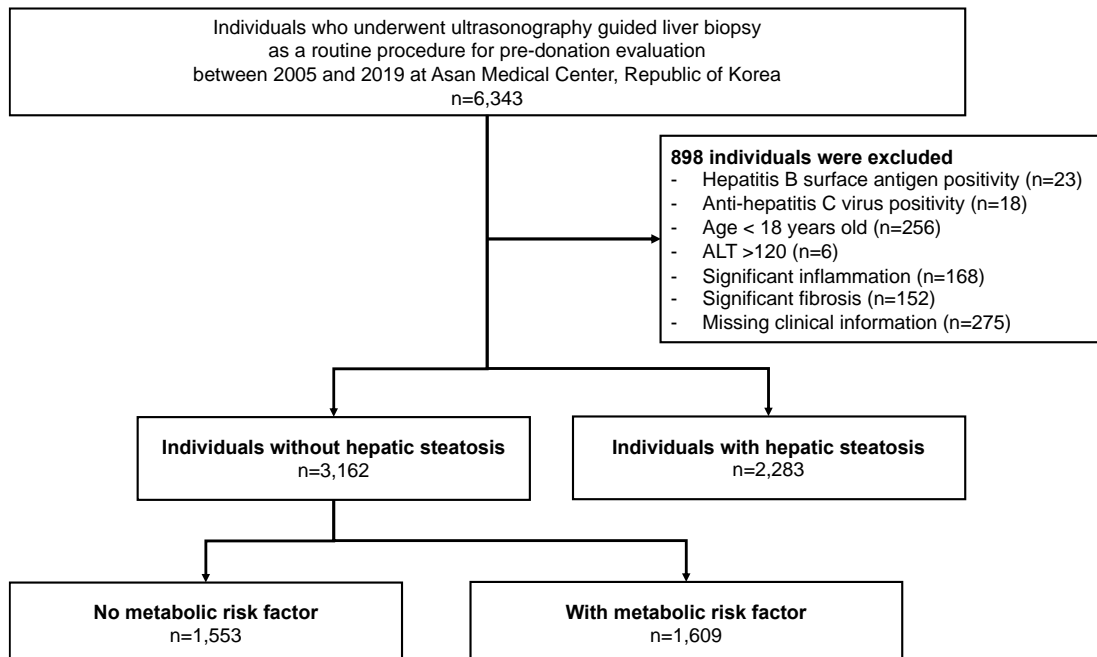 Individuals who underwent ultrasonography guided liver biopsy
as a routine procedure for pre-donation evaluation
between 2005 and 2019 at Asan Medical Center, Republic of Korea
n=6,343
898 individuals were excluded
- Hepatitis B surface antigen positivity (n=23)
- Anti-hepatitis C virus positivity (n=18)
- Age < 18 years old (n=256)
- ALT >120 (n=6)
- Significant inflammation (n=168)
- Significant fibrosis (n=152)
- Missing clinical information (n=275)
Individuals without hepatic steatosis
n=3,162
Individuals with hepatic steatosis
n=2,283
No metabolic risk factor
n=1,553
With metabolic risk factor
n=1,609